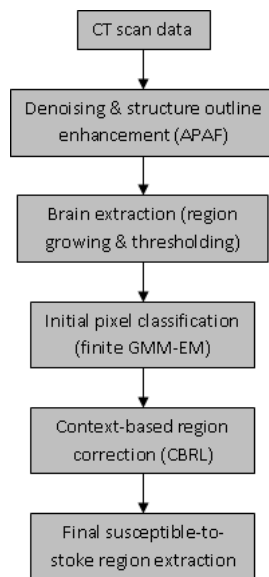 CT scan data
Denoising & structure outline
enhancement (APAF)
Brain extraction (region
growing & thresholding)
Initial pixel classification
(finite GMM-EM)
Context-based region
correction (CBRL)
Final susceptible-to-
stoke region extraction